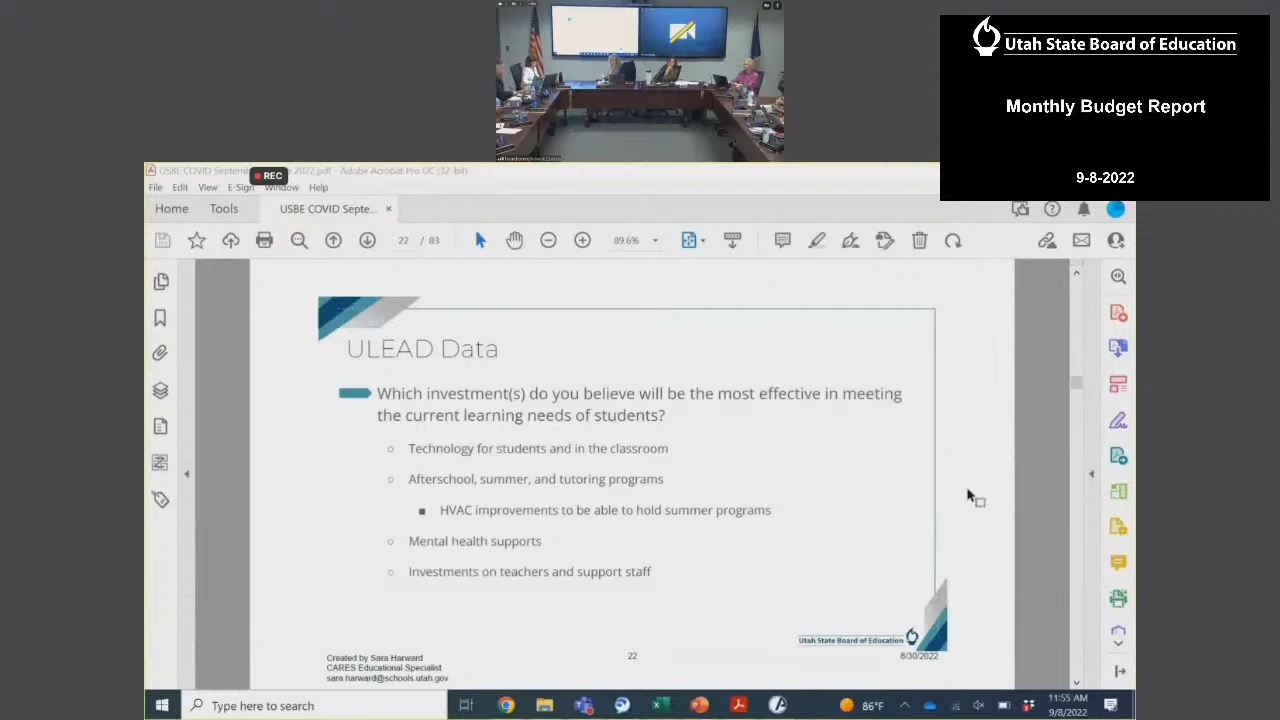 Utah State Board of Education
Monthly Budget Report
9-8-2022
REC
File Edit View E-Sign Window Help
Home Tools USBE COVID Septe... ×
22 / 83 89.6%
ULEAD Data
Which investment(s) do you believe will be the most effective in meeting
the current learning needs of students?
Technology for students and in the classroom
Afterschool, summer, and tutoring programs
HVAC improvements to be able to hold summer programs
Mental health supports
Investments on teachers and support staff
Utah State Board of Education
Created by Sara Harward
CARES Educational Specialist
sara.harward@schools.utah.gov
22
8/30/2022
Type here to search
86°F
11:55 AM
9/8/2022